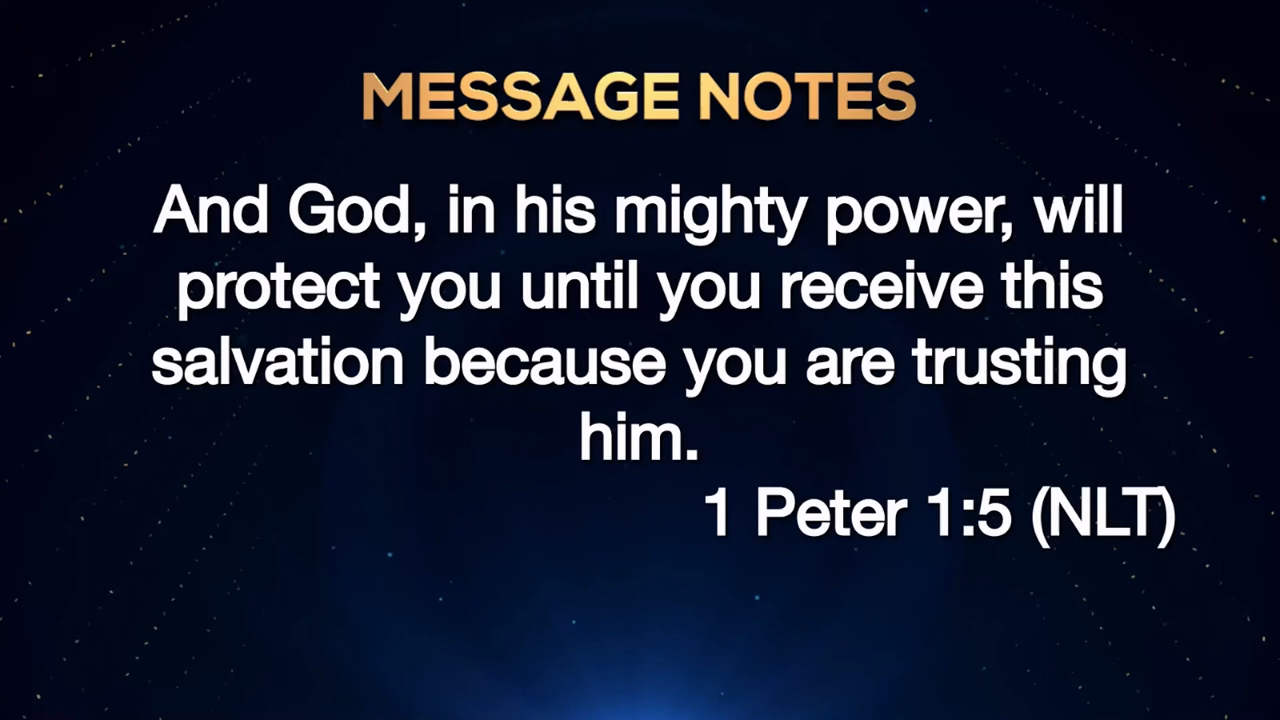 MESSAGE NOTES
And God, in his mighty power, will
protect you until you receive this
salvation because you are trusting
him.
1 Peter 1:5 (NLT)